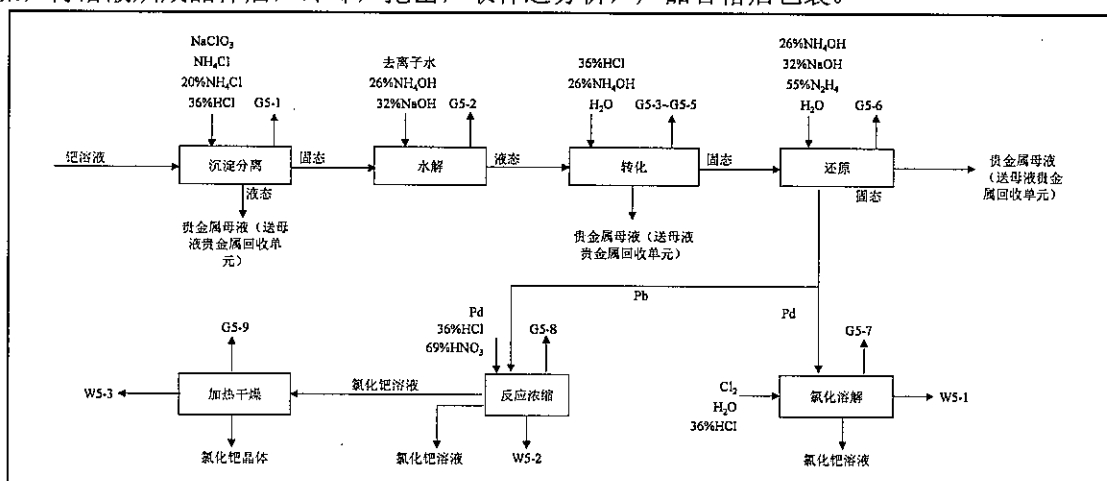 NaClO₃
NH₄Cl
20%NH₄Cl
36%HCl
G5-1
去离子水
26%NH₄OH
32%NaOH
G5-2
36%HCl
26%NH₄OH
H₂O
G5-3~G5-5
26%NH₄OH
32%NaOH
55%N₂H₄
H₂O
G5-6
钯溶液
沉淀分离
固态
水解
液态
转化
固态
还原
固态
贵金属母液
(送母液贵金
属回收单元)
液态
贵金属母液(送母
液贵金属回收单
元)
贵金属母液(送母液
贵金属回收单元)
Pb
Pd
G5-9
Pd
36%HCl
69%HNO₃
G5-8
G5-7
W5-3
加热干燥
氯化钯溶液
反应浓缩
Cl₂
H₂O
36%HCl
氯化溶解
W5-1
氯化钯晶体
氯化钯溶液
W5-2
氯化钯溶液